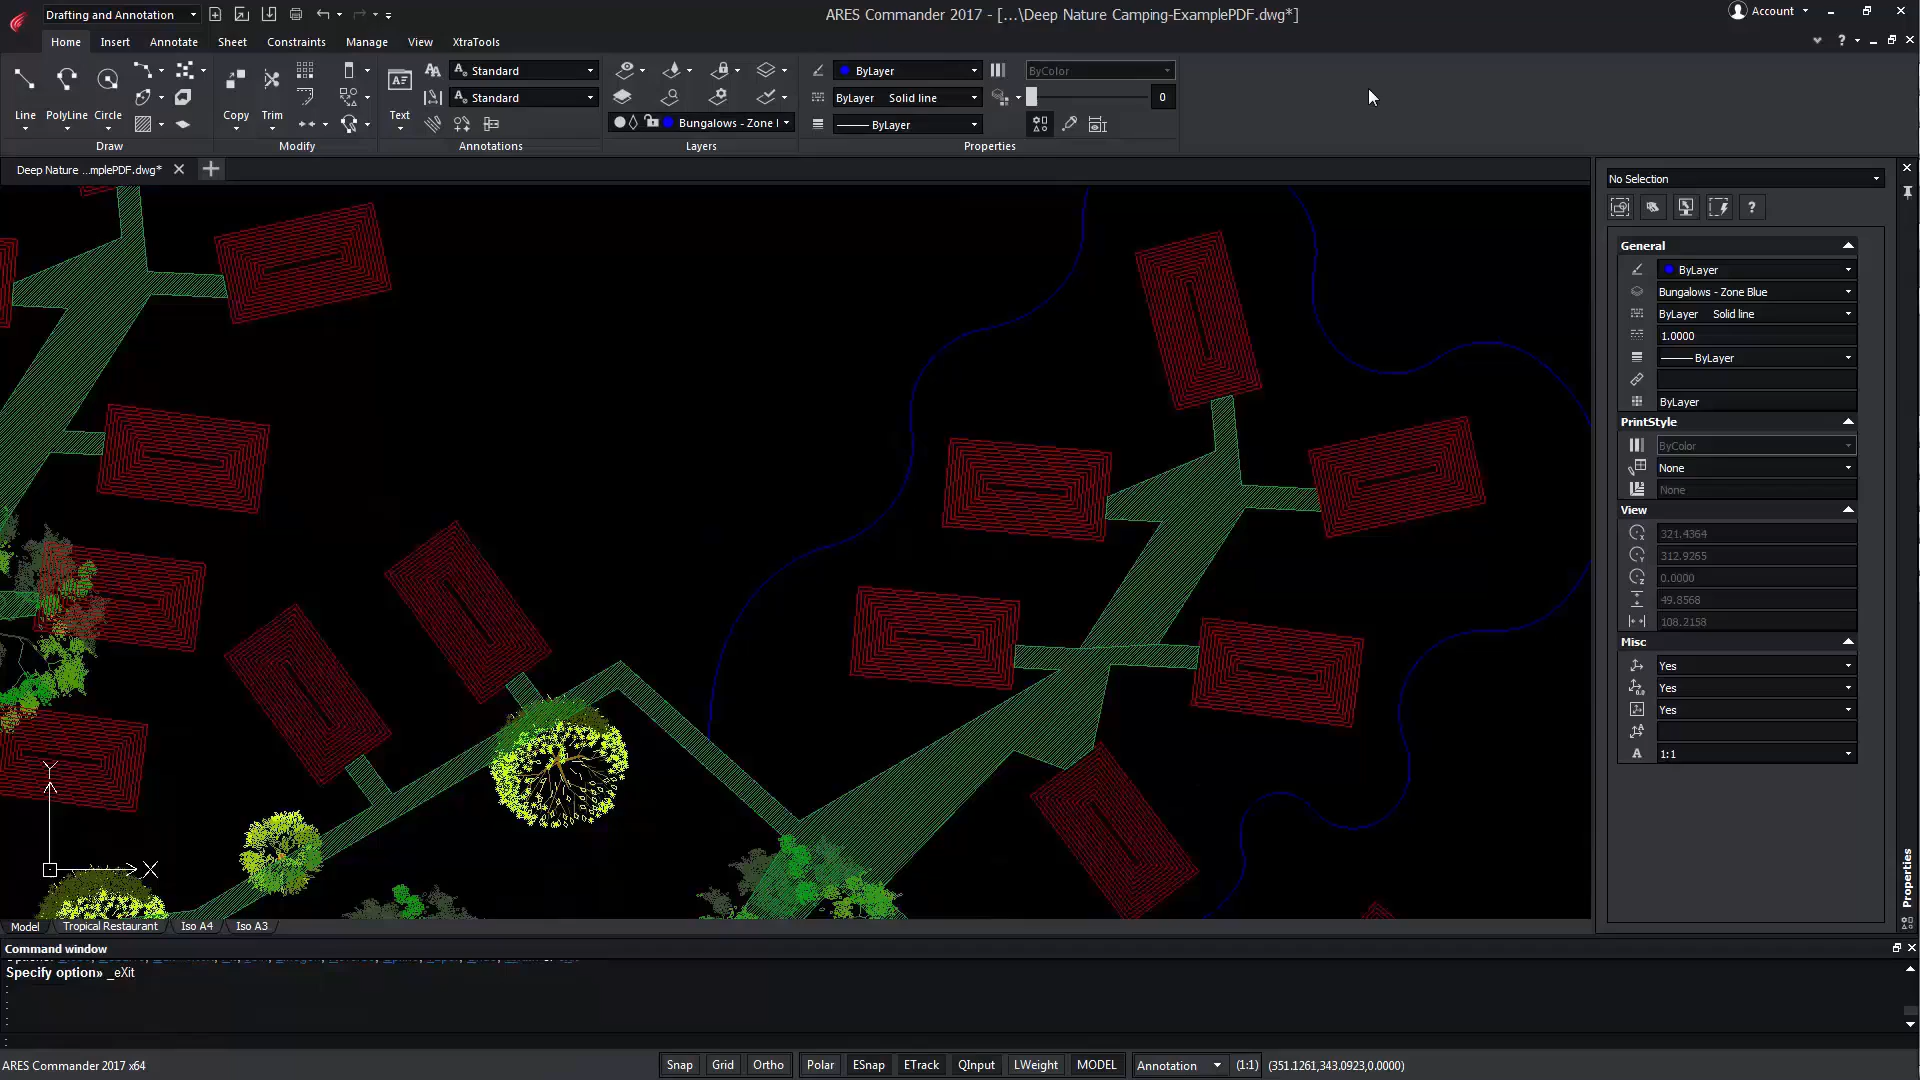 Drafting and Annotation
ARES Commander 2017 - [...\Deep Nature Camping-ExamplePDF.dwg*]
Account
Home Insert Annotate Sheet Constraints Manage View XtraTools
?
Standard
ByLayer
ByColor
Standard
ByLayer Solid line
0
Line PolyLine Circle
Copy Trim
Text
Bungalows - Zone
ByLayer
Draw Modify Annotations Layers Properties
Deep Nature ...mplePDF.dwg*
No Selection
?
General
ByLayer
Bungalows - Zone Blue
ByLayer Solid line
1.0000
ByLayer
ByLayer
PrintStyle
ByColor
None
None
View
321.4364
312.9265
0.0000
49.8568
108.2158
Misc
Yes
Yes
Yes
1:1
Properties
Y
X
Model Tropical Restaurant Iso A4 Iso A3
Command window
Specify option» _eXit
:
:
:
:
ARES Commander 2017 x64
Snap Grid Ortho Polar ESnap ETrack QInput LWeight MODEL Annotation (1:1) (351.1261,343.0923,0.0000)